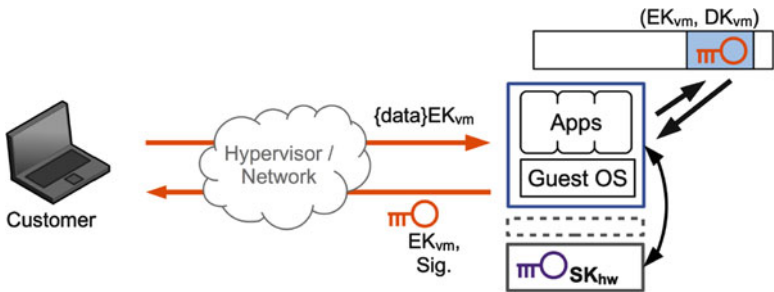 (EKvm, DKvm)
{data}EKvm
Apps
Hypervisor /
Network
Guest OS
Customer
EKvm,
Sig.
SKhw